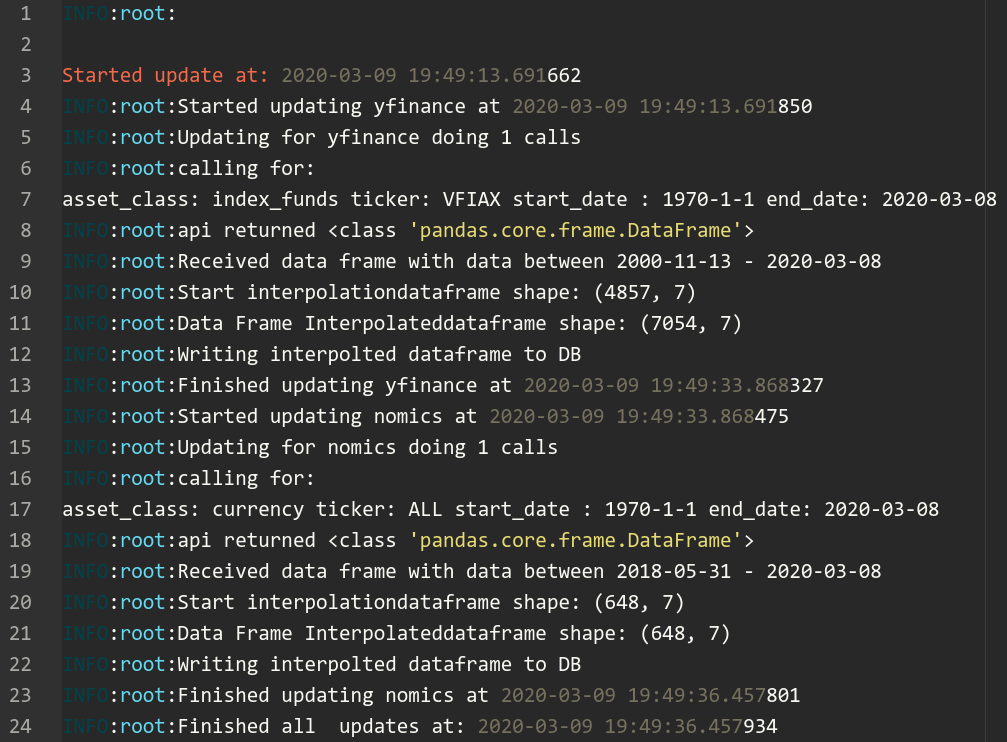 1 INFO:root:
2
3 Started update at: 2020-03-09 19:49:13.691662
4 INFO:root:Started updating yfinance at 2020-03-09 19:49:13.691850
5 INFO:root:Updating for yfinance doing 1 calls
6 INFO:root:calling for:
7 asset_class: index_funds ticker: VFIAX start_date : 1970-1-1 end_date: 2020-03-08
8 INFO:root:api returned <class 'pandas.core.frame.DataFrame'>
9 INFO:root:Received data frame with data between 2000-11-13 - 2020-03-08
10 INFO:root:Start interpolationdataframe shape: (4857, 7)
11 INFO:root:Data Frame Interpolateddataframe shape: (7054, 7)
12 INFO:root:Writing interpolted dataframe to DB
13 INFO:root:Finished updating yfinance at 2020-03-09 19:49:33.868327
14 INFO:root:Started updating nomics at 2020-03-09 19:49:33.868475
15 INFO:root:Updating for nomics doing 1 calls
16 INFO:root:calling for:
17 asset_class: currency ticker: ALL start_date : 1970-1-1 end_date: 2020-03-08
18 INFO:root:api returned <class 'pandas.core.frame.DataFrame'>
19 INFO:root:Received data frame with data between 2018-05-31 - 2020-03-08
20 INFO:root:Start interpolationdataframe shape: (648, 7)
21 INFO:root:Data Frame Interpolateddataframe shape: (648, 7)
22 INFO:root:Writing interpolted dataframe to DB
23 INFO:root:Finished updating nomics at 2020-03-09 19:49:36.457801
24 INFO:root:Finished all  updates at: 2020-03-09 19:49:36.457934